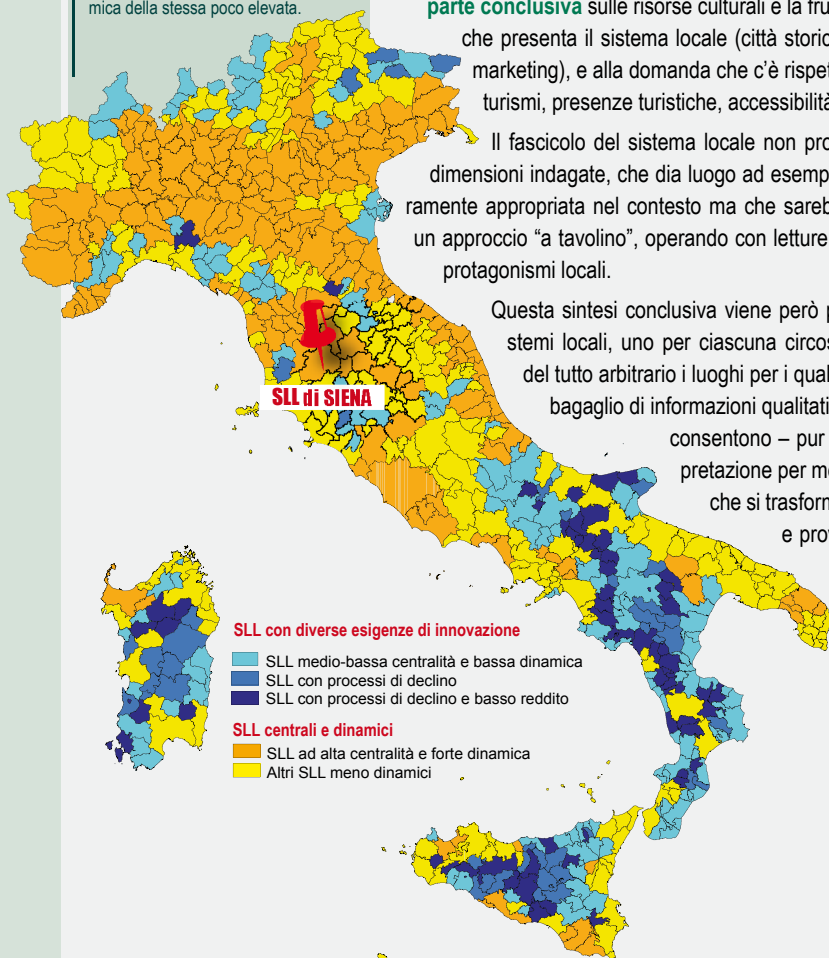 mica della stessa poco elevata.
parte conclusiva sulle risorse culturali e la fru
che presenta il sistema locale (città storic
marketing), e alla domanda che c'è rispet
turismi, presenze turistiche, accessibilità
Il fascicolo del sistema locale non pro
dimensioni indagate, che dia luogo ad esemp
ramente appropriata nel contesto ma che sareb
un approccio “a tavolino”, operando con letture
protagonismi locali.
Questa sintesi conclusiva viene però p
stemi locali, uno per ciascuna circos
del tutto arbitrario i luoghi per i qual
bagaglio di informazioni qualitati
consentono – pur
pretazione per me
che si trasform
e prov
SLL di SIENA
SLL con diverse esigenze di innovazione
SLL medio-bassa centralità e bassa dinamica
SLL con processi di declino
SLL con processi di declino e basso reddito
SLL centrali e dinamici
SLL ad alta centralità e forte dinamica
Altri SLL meno dinamici